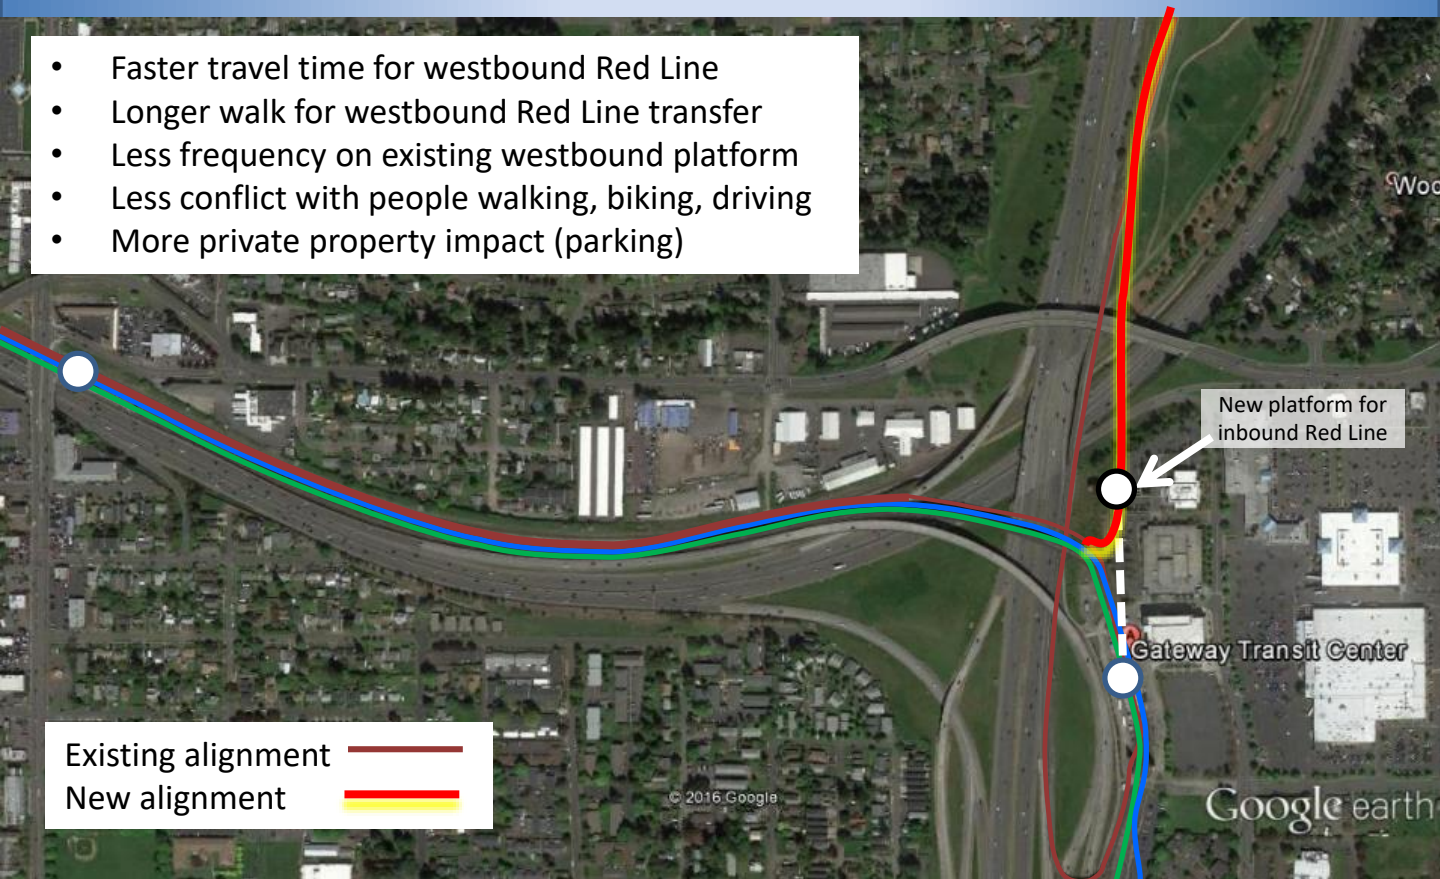 • Faster travel time for westbound Red Line
• Longer walk for westbound Red Line transfer
• Less frequency on existing westbound platform
• Less conflict with people walking, biking, driving
• More private property impact (parking)
Woo
New platform for
inbound Red Line
Gateway Transit Center
Existing alignment
New alignment
© 2016 Google
Google earth